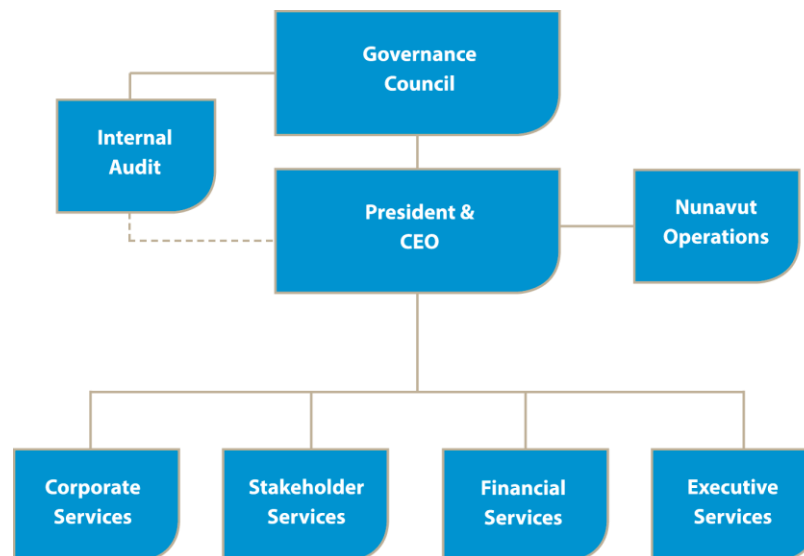 Governance
Council
Internal
Audit
President &
CEO
Nunavut
Operations
Corporate
Services
Stakeholder
Services
Financial
Services
Executive
Services